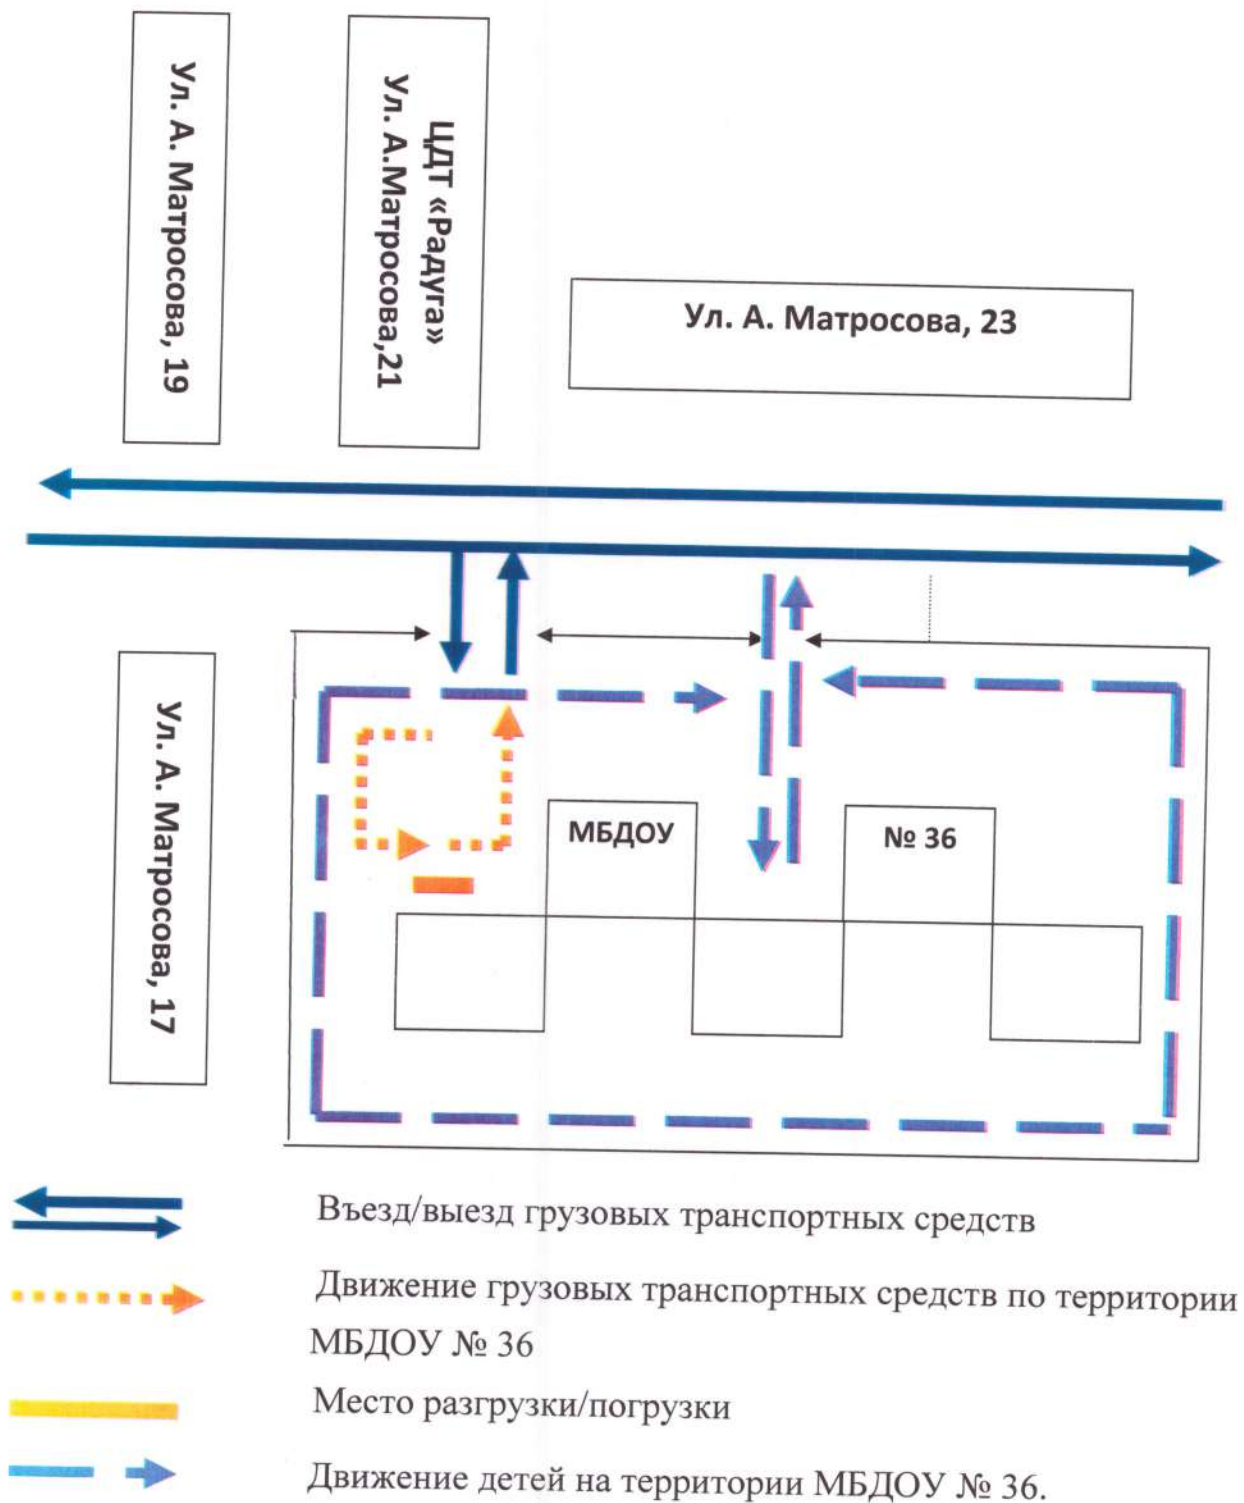 Ул. А. Матросова, 19
ЦДТ «Радуга»
Ул. А.Матросова,21
Ул. А. Матросова, 23
Ул. А. Матросова, 17
МБДОУ
№ 36
Въезд/выезд грузовых транспортных средств
Движение грузовых транспортных средств по территории
МБДОУ № 36
Место разгрузки/погрузки
Движение детей на территории МБДОУ № 36.